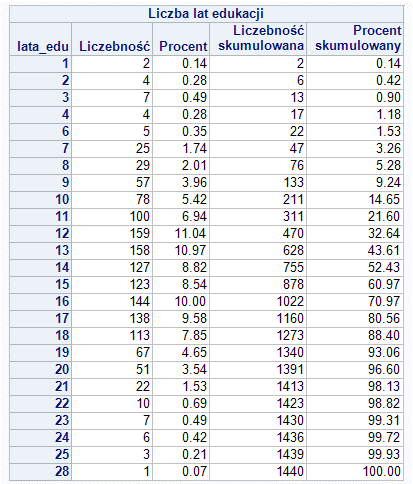 Liczba lat edukacji
lata_edu Liczebność Procent Liczebność skumulowana Procent skumulowany
1 2 0.14 2 0.14
2 4 0.28 6 0.42
3 7 0.49 13 0.90
4 4 0.28 17 1.18
6 5 0.35 22 1.53
7 25 1.74 47 3.26
8 29 2.01 76 5.28
9 57 3.96 133 9.24
10 78 5.42 211 14.65
11 100 6.94 311 21.60
12 159 11.04 470 32.64
13 158 10.97 628 43.61
14 127 8.82 755 52.43
15 123 8.54 878 60.97
16 144 10.00 1022 70.97
17 138 9.58 1160 80.56
18 113 7.85 1273 88.40
19 67 4.65 1340 93.06
20 51 3.54 1391 96.60
21 22 1.53 1413 98.13
22 10 0.69 1423 98.82
23 7 0.49 1430 99.31
24 6 0.42 1436 99.72
25 3 0.21 1439 99.93
28 1 0.07 1440 100.00